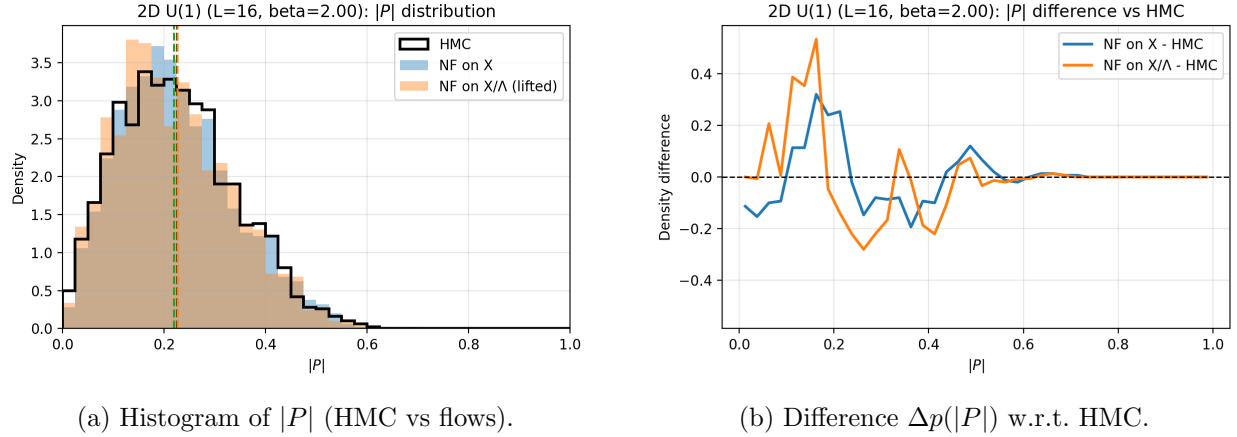 2D U(1) (L=16, beta=2.00): |P| distribution
HMC
NF on X
NF on X/Λ (lifted)
Density
3.5
3.0
2.5
2.0
1.5
1.0
0.5
0.0
0.0 0.2 0.4 0.6 0.8 1.0
|P|
(a) Histogram of |P| (HMC vs flows).
2D U(1) (L=16, beta=2.00): |P| difference vs HMC
NF on X - HMC
NF on X/Λ - HMC
Density difference
0.4
0.2
0.0
−0.2
−0.4
0.0 0.2 0.4 0.6 0.8 1.0
|P|
(b) Difference Δp(|P|) w.r.t. HMC.